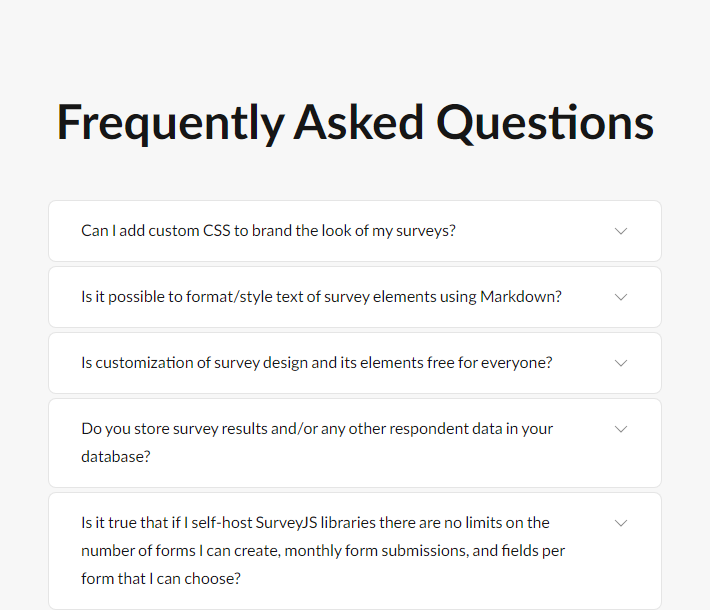 Frequently Asked Questions
Can I add custom CSS to brand the look of my surveys?
Is it possible to format/style text of survey elements using Markdown?
Is customization of survey design and its elements free for everyone?
Do you store survey results and/or any other respondent data in your
database?
Is it true that if I self-host SurveyJS libraries there are no limits on the
number of forms I can create, monthly form submissions, and fields per
form that I can choose?